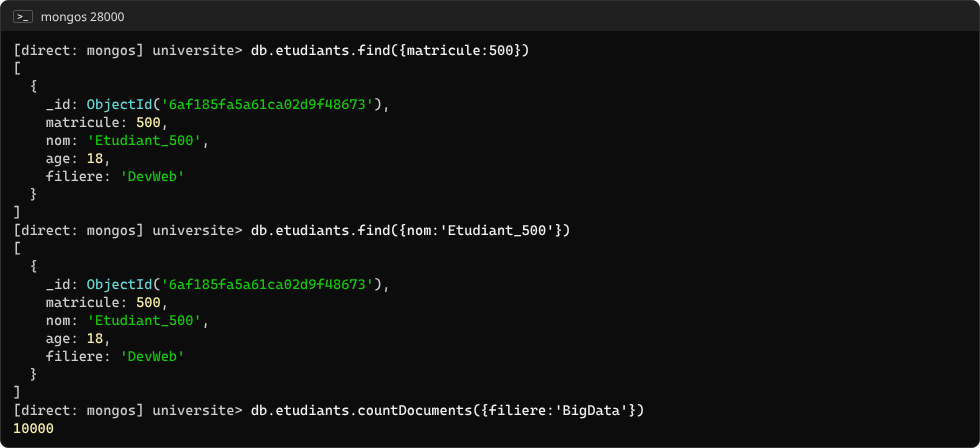 >_ mongos 28000
[direct: mongos] universite> db.etudiants.find({matricule:500})
[
  {
    _id: ObjectId('6af185fa5a61ca02d9f48673'),
    matricule: 500,
    nom: 'Etudiant_500',
    age: 18,
    filiere: 'DevWeb'
  }
]
[direct: mongos] universite> db.etudiants.find({nom:'Etudiant_500'})
[
  {
    _id: ObjectId('6af185fa5a61ca02d9f48673'),
    matricule: 500,
    nom: 'Etudiant_500',
    age: 18,
    filiere: 'DevWeb'
  }
]
[direct: mongos] universite> db.etudiants.countDocuments({filiere:'BigData'})
10000